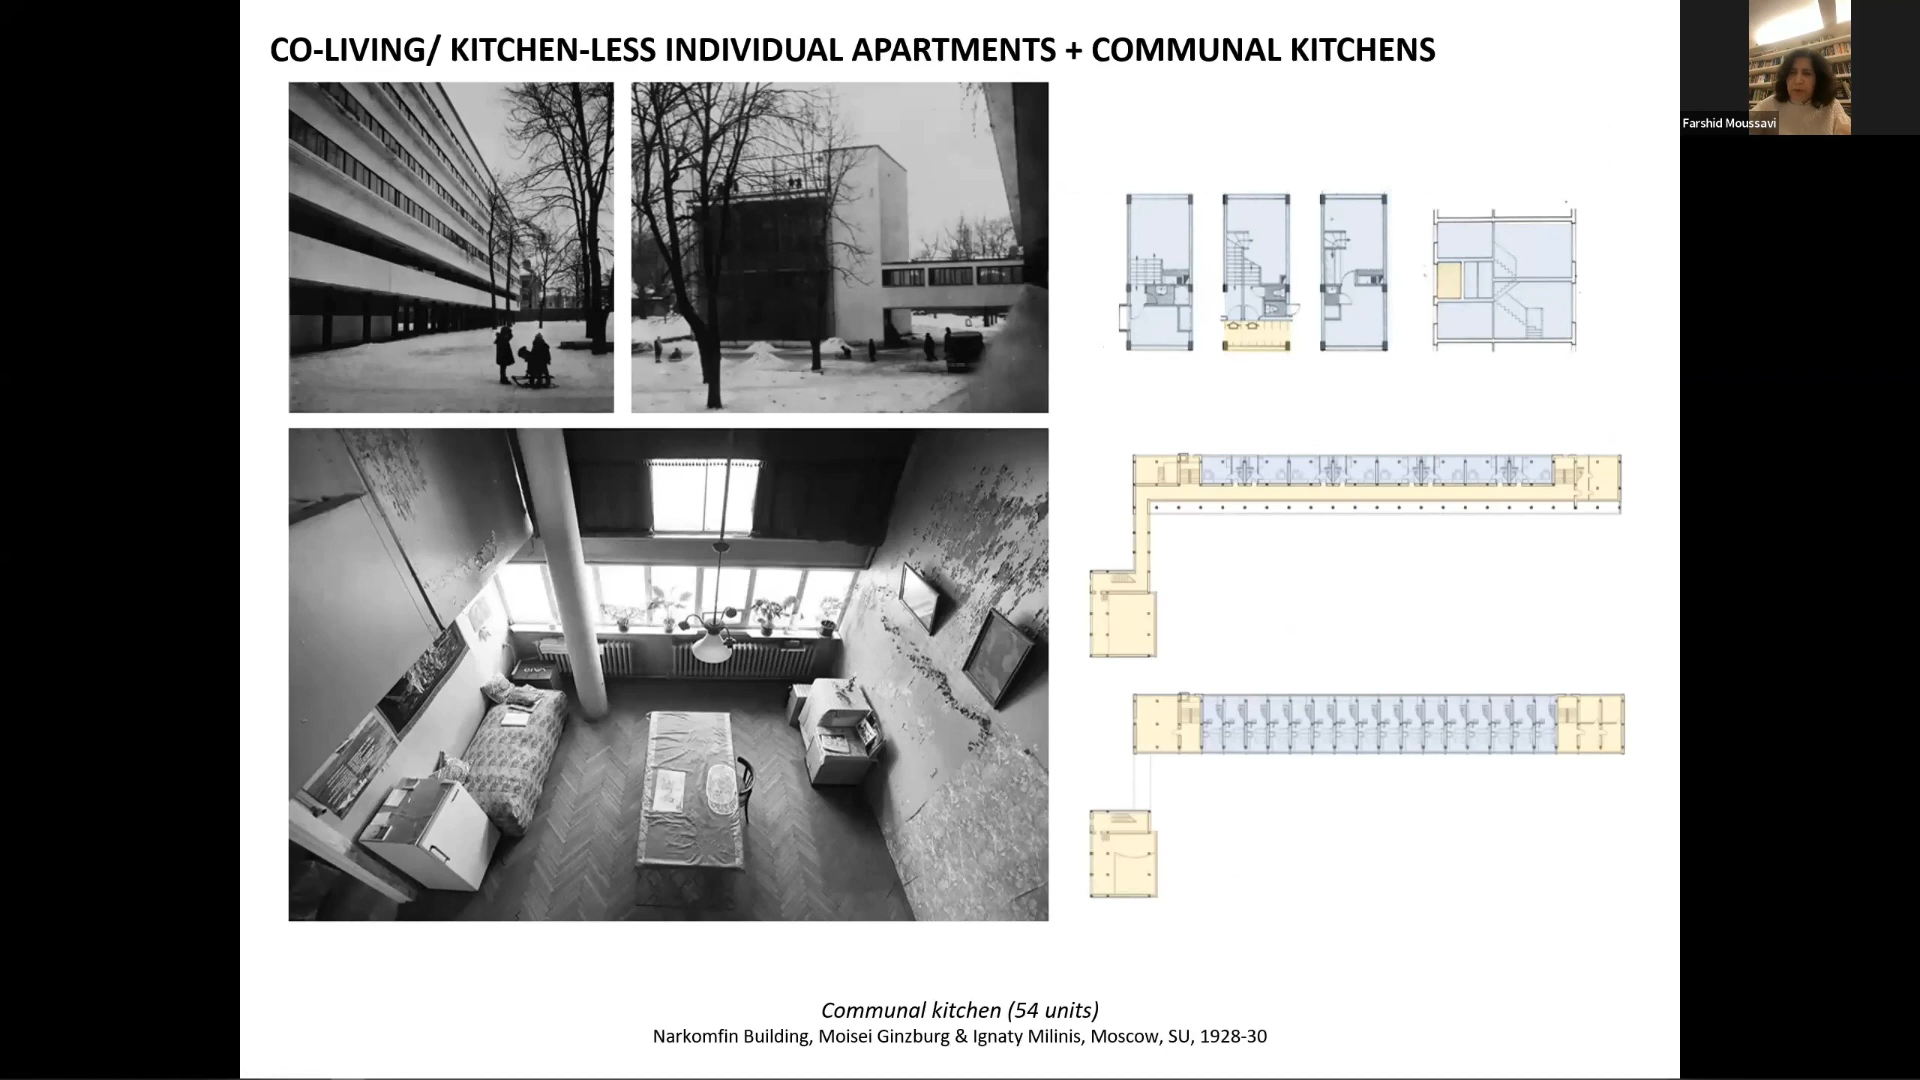 CO-LIVING/ KITCHEN-LESS INDIVIDUAL APARTMENTS + COMMUNAL KITCHENS
Farshid Moussavi
Communal kitchen (54 units)
Narkomfin Building, Moisei Ginzburg & Ignaty Milinis, Moscow, SU, 1928-30